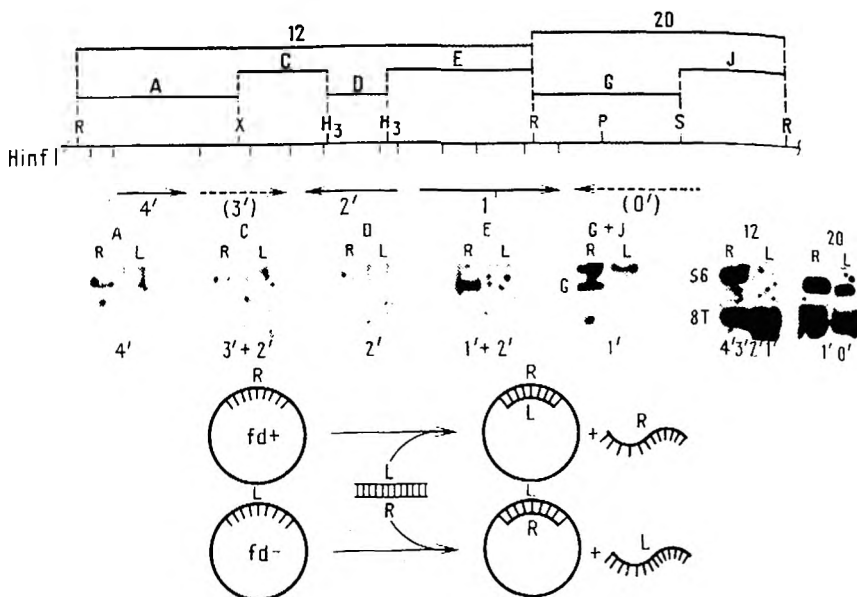 12 20
C E J
A D G
R X H3 H3 R P S R
Hinf I
4' (3') 2' 1' (0')
A C D E G + J 12 20
R L R L R L R L R L R L R L
S6
G
8T
4' 3'+2' 2' 1'+2' 1' 4'3'2'1' 1' 0'
R R
L R
fd+ +
L
L R L
R L
fd- +